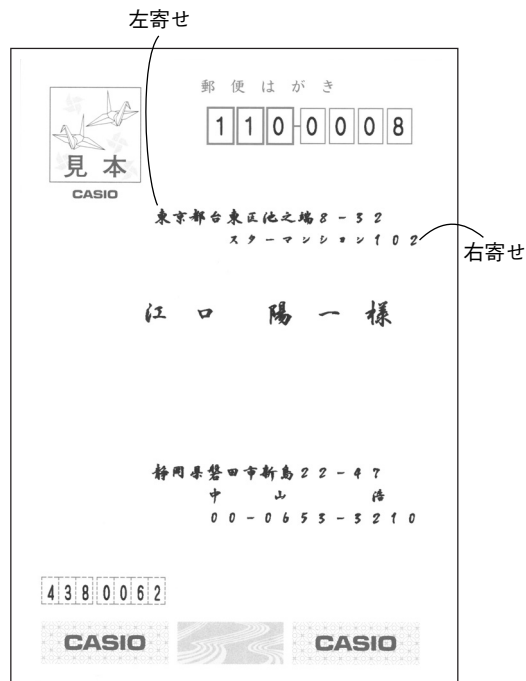 左寄せ
郵便はがき
110-0008
見本
CASIO
東京都台東区池之端8-32
スターマンション102
右寄せ
江口 陽一様
静岡県磐田市新島22-47
中山 浩
00-0653-3210
4380062
CASIO CASIO